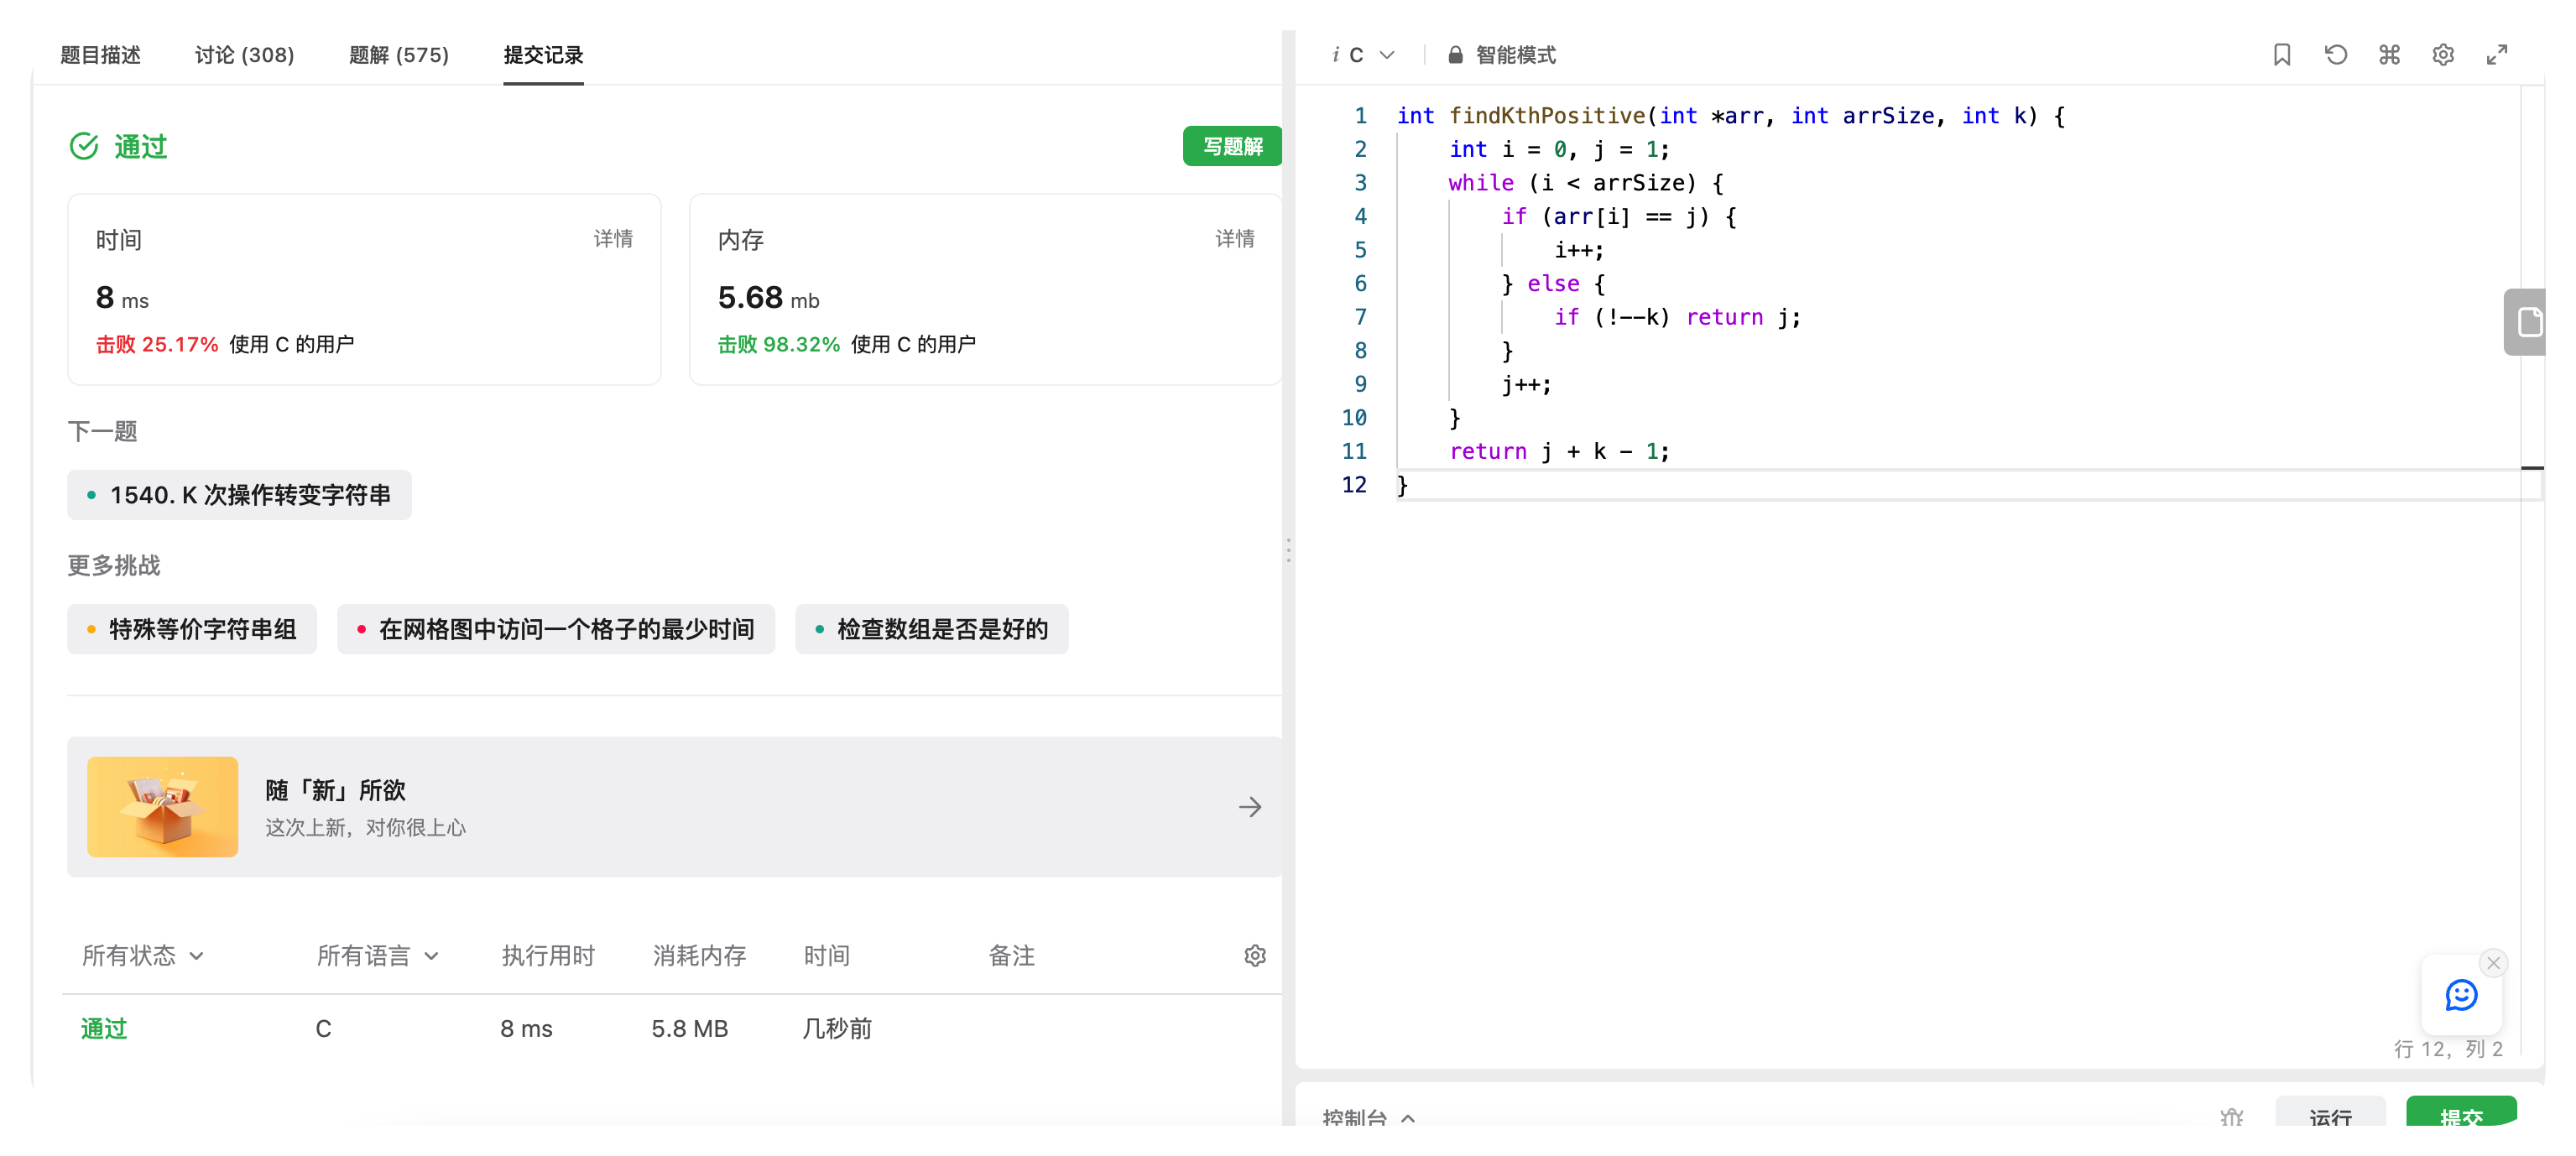 题目描述 讨论 (308) 题解 (575) 提交记录
通过
写题解
时间 详情
8 ms
击败 25.17% 使用 C 的用户
内存 详情
5.68 mb
击败 98.32% 使用 C 的用户
下一题
1540. K 次操作转变字符串
更多挑战
特殊等价字符串组 在网格图中访问一个格子的最少时间 检查数组是否是好的
随「新」所欲
这次上新，对你很上心
所有状态 所有语言 执行用时 消耗内存 时间 备注
通过 C 8 ms 5.8 MB 几秒前
i C 智能模式
1 int findKthPositive(int *arr, int arrSize, int k) {
2     int i = 0, j = 1;
3     while (i < arrSize) {
4         if (arr[i] == j) {
5             i++;
6         } else {
7             if (!--k) return j;
8         }
9         j++;
10     }
11     return j + k - 1;
12 }
行 12，列 2
控制台 运行 提交